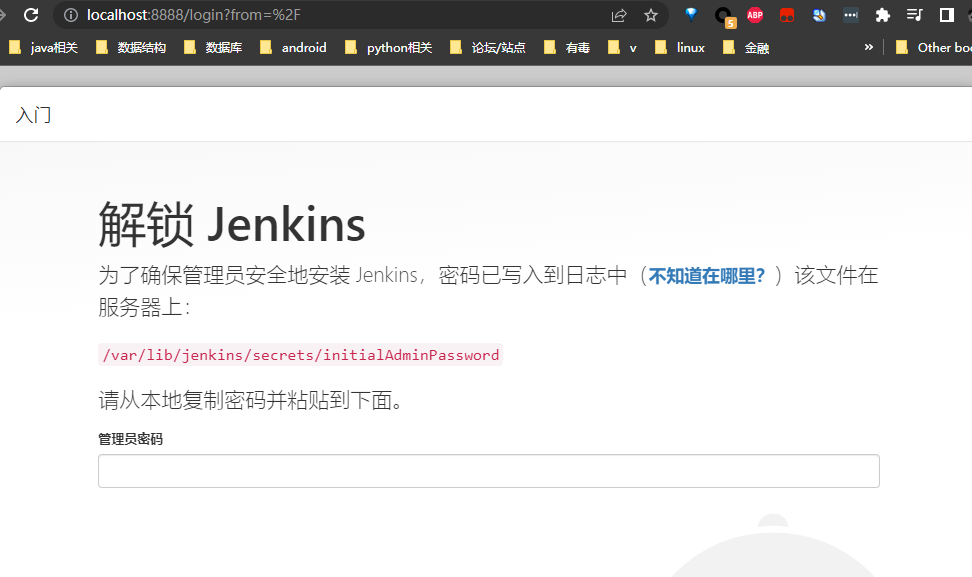 localhost:8888/login?from=%2F
5
ABP
java相关
数据结构
数据库
android
python相关
论坛/站点
有毒
v
linux
金融
»
Other boo
入门
解锁 Jenkins
为了确保管理员安全地安装 Jenkins，密码已写入到日志中（不知道在哪里？）该文件在
服务器上：
/var/lib/jenkins/secrets/initialAdminPassword
请从本地复制密码并粘贴到下面。
管理员密码